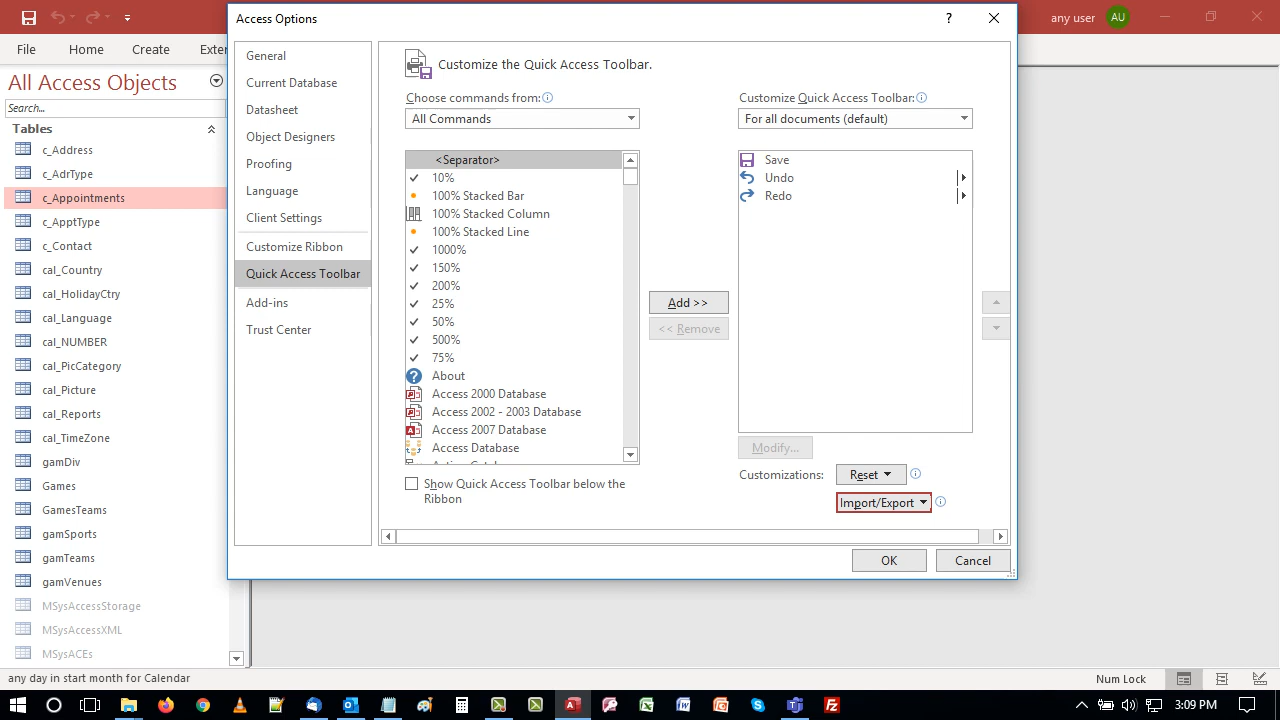 Access Options
?
any user
AU
File
Home
Create
Exter
All Access Objects
Search...
Tables
c_Address
c_AdrType
c_Appointments
c_ApptType
c_Contact
cal_Country
cal_HolidayCtry
cal_Language
cal_NUMBER
cal_PicCategory
cal_Picture
cal_Reports
cal_TimeZone
gamDiv
Games
GamesTeams
gamSports
gamTeams
gamVenues
MSysAccessStorage
MSysAccessXML
MSysACEs
General
Current Database
Datasheet
Object Designers
Proofing
Language
Client Settings
Customize Ribbon
Quick Access Toolbar
Add-ins
Trust Center
Customize the Quick Access Toolbar.
Choose commands from:
All Commands
<Separator>
10%
100% Stacked Bar
100% Stacked Column
100% Stacked Line
1000%
150%
200%
25%
50%
500%
75%
About
Access 2000 Database
Access 2002 - 2003 Database
Access 2007 Database
Access Database
Show Quick Access Toolbar below the
Ribbon
Add >>
<< Remove
Customize Quick Access Toolbar:
For all documents (default)
Save
Undo
Redo
Modify...
Customizations:
Reset
Import/Export
OK
Cancel
any day in start month for Calendar
Num Lock
3:09 PM